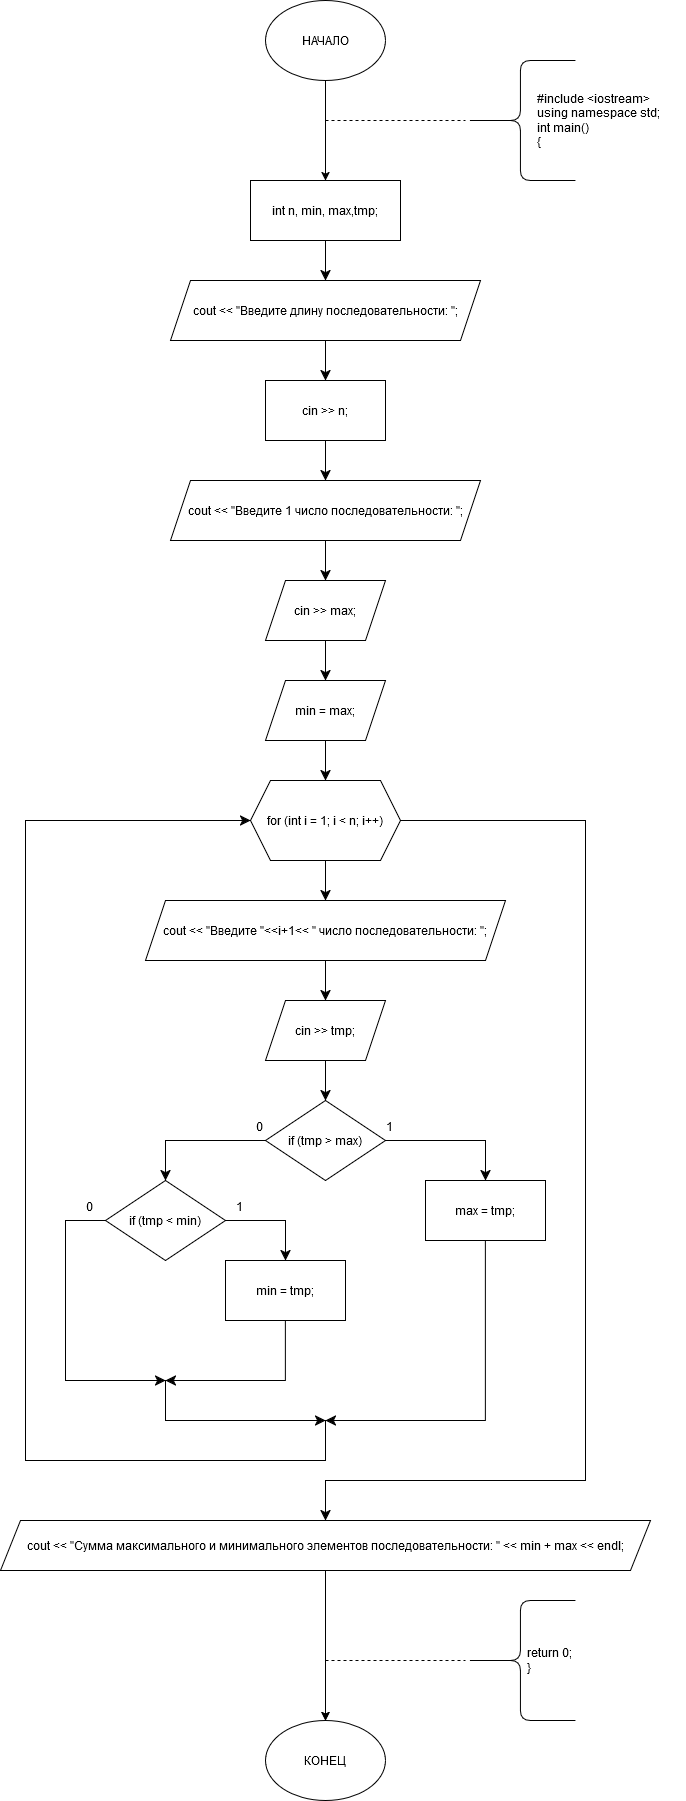 НАЧАЛО
#include <iostream>
using namespace std;
int main()
{
int n, min, max,tmp;
cout << "Введите длину последовательности: ";
cin >> n;
cout << "Введите 1 число последовательности: ";
cin >> max;
min = max;
for (int i = 1; i < n; i++)
cout << "Введите "<<i+1<< " число последовательности: ";
cin >> tmp;
0
if (tmp > max)
1
0
if (tmp < min)
1
max = tmp;
min = tmp;
cout << "Сумма максимального и минимального элементов последовательности: " << min + max << endl;
return 0;
}
КОНЕЦ